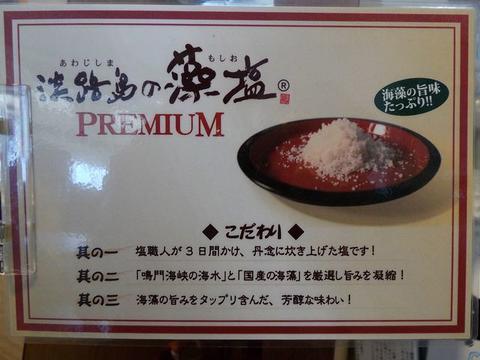 あわじしま もしお
淡路島の藻塩®
PREMIUM
海藻の旨味
たっぷり!!
◆ こだわり ◆
其の一 塩職人が3日間かけ、丹念に炊き上げた塩です！
其の二 「鳴門海峡の海水」と「国産の海藻」を厳選し旨みを凝縮！
其の三 海藻の旨みをタップリ含んだ、芳醇な味わい！